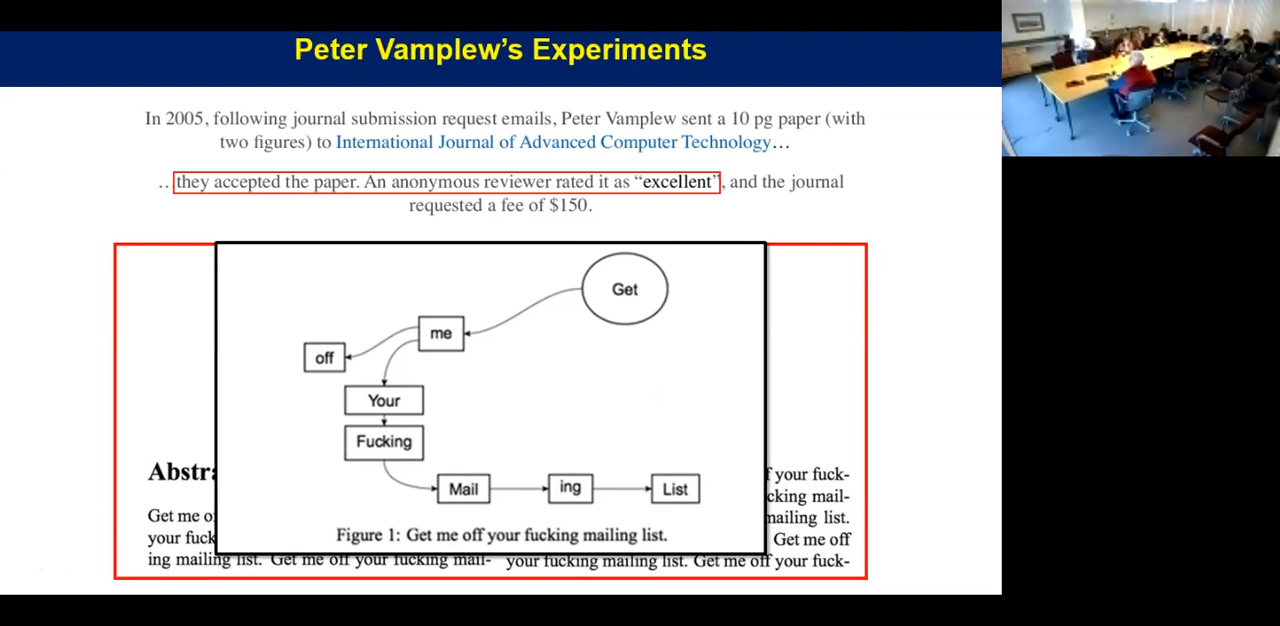 Peter Vamplew’s Experiments
In 2005, following journal submission request emails, Peter Vamplew sent a 10 pg paper (with
two figures) to International Journal of Advanced Computer Technology…
…they accepted the paper. An anonymous reviewer rated it as “excellent”, and the journal
requested a fee of $150.
Get
me
off
Your
Fucking
Mail
ing
List
Figure 1: Get me off your fucking mailing list.
Abstra
Get me o
your fuck
ing mailing list. Get me off your fucking mail-
f your fuck-
cking mail-
mailing list.
Get me off
your fucking mailing list. Get me off your fuck-